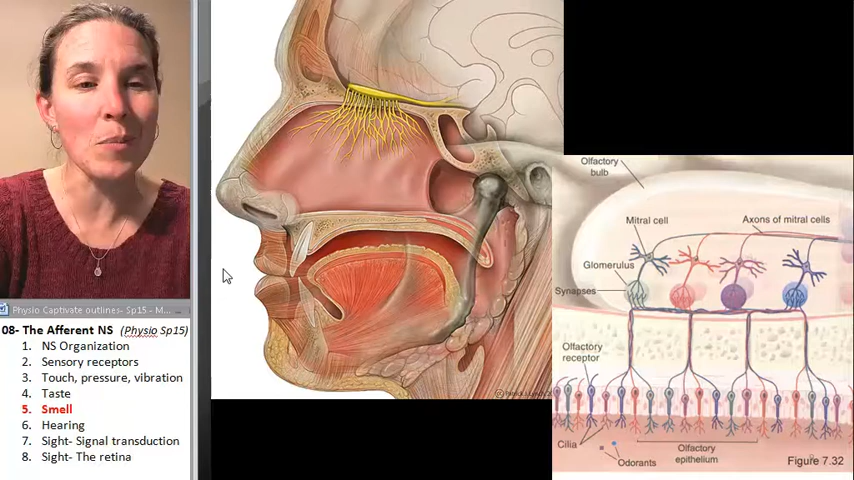 Physio Captivate outlines- Sp15 - M...
08- The Afferent NS (Physio Sp15)
1. NS Organization
2. Sensory receptors
3. Touch, pressure, vibration
4. Taste
5. Smell
6. Hearing
7. Sight- Signal transduction
8. Sight- The retina
Olfactory
bulb
Mitral cell
Axons of mitral cells
Glomerulus
Synapses
Olfactory
receptor
Cilia
Odorants
Olfactory
epithelium
Figure 7.32